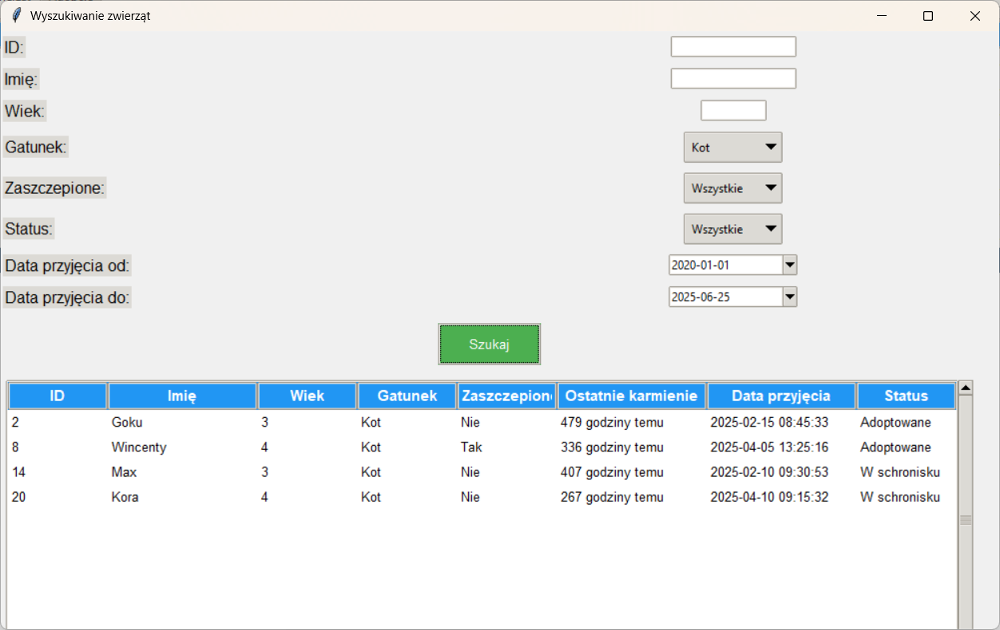 Wyszukiwanie zwierząt
ID:
Imię:
Wiek:
Gatunek: Kot
Zaszczepione: Wszystkie
Status: Wszystkie
Data przyjęcia od: 2020-01-01
Data przyjęcia do: 2025-06-25
Szukaj
ID Imię Wiek Gatunek Zaszczepion Ostatnie karmienie Data przyjęcia Status
2 Goku 3 Kot Nie 479 godziny temu 2025-02-15 08:45:33 Adoptowane
8 Wincenty 4 Kot Tak 336 godziny temu 2025-04-05 13:25:16 Adoptowane
14 Max 3 Kot Nie 407 godziny temu 2025-02-10 09:30:53 W schronisku
20 Kora 4 Kot Nie 267 godziny temu 2025-04-10 09:15:32 W schronisku